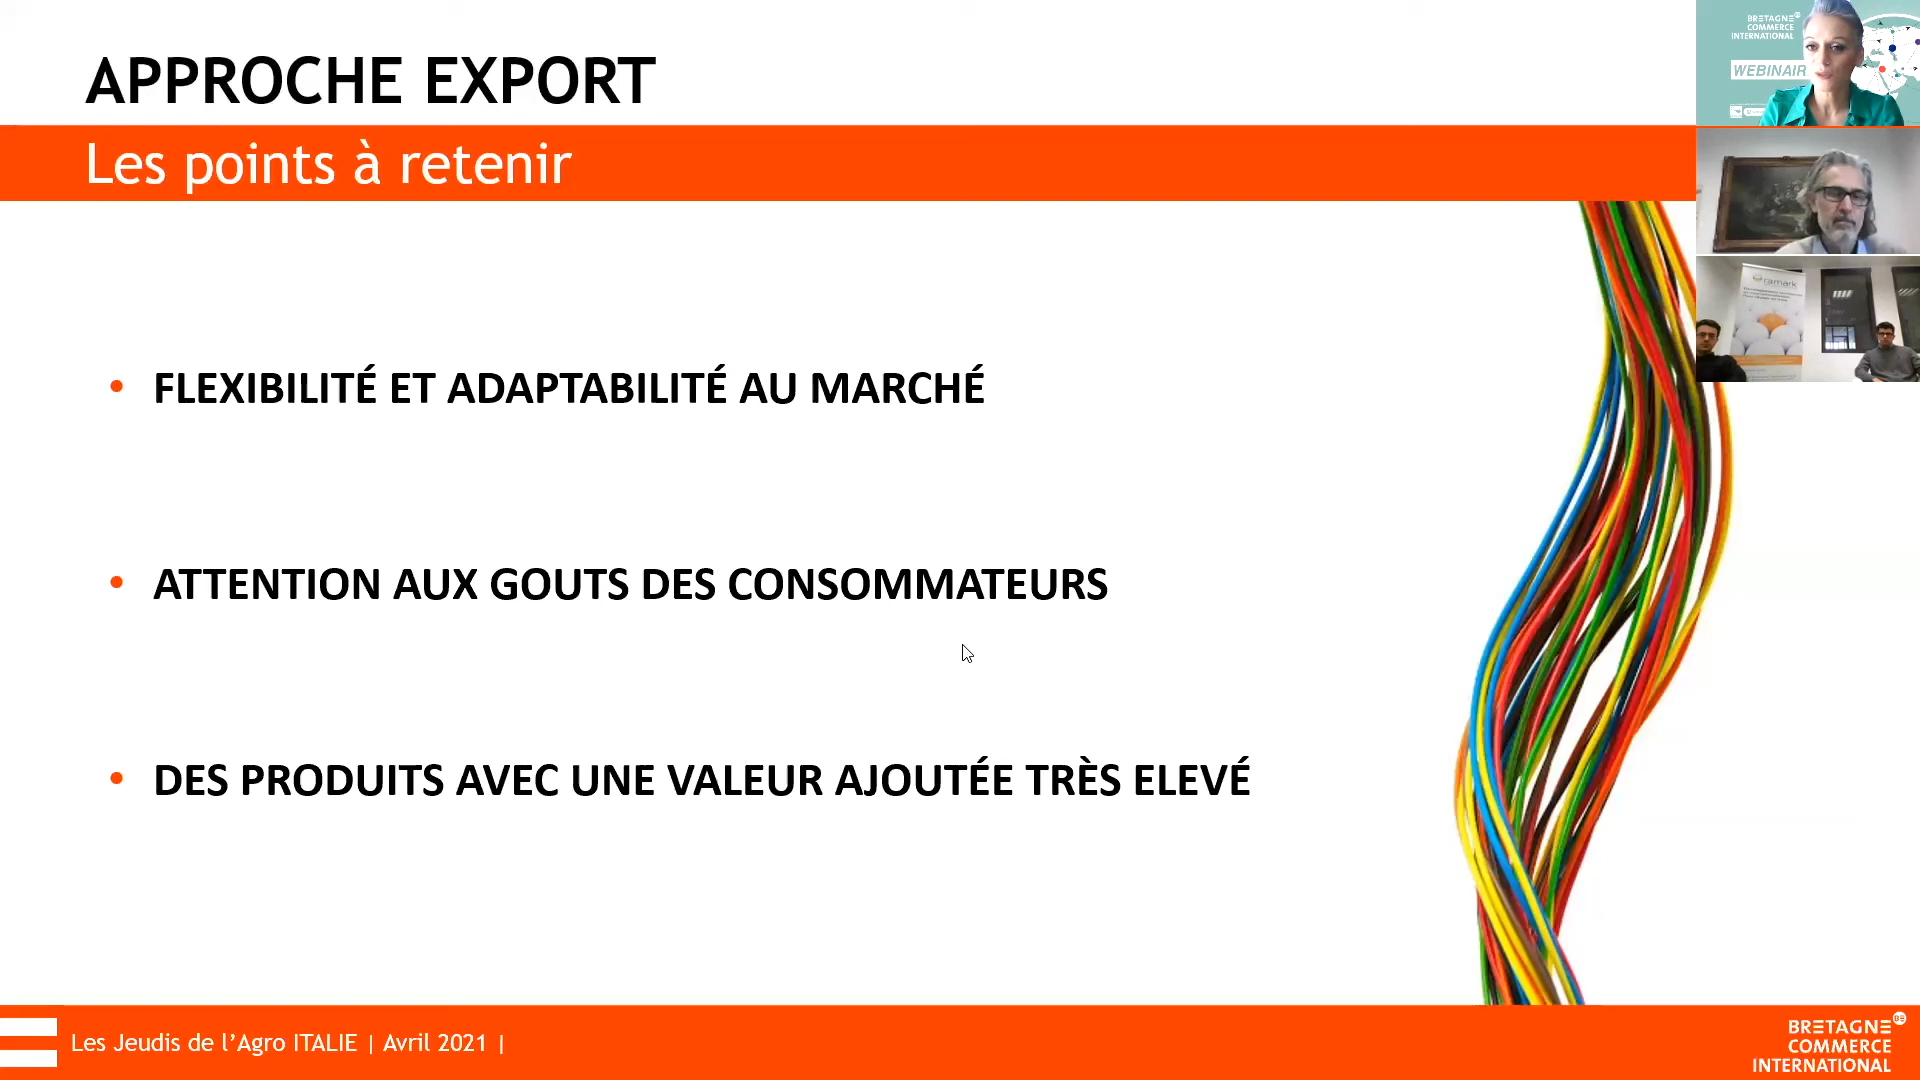 APPROCHE EXPORT
Les points à retenir
• FLEXIBILITÉ ET ADAPTABILITÉ AU MARCHÉ
• ATTENTION AUX GOUTS DES CONSOMMATEURS
• DES PRODUITS AVEC UNE VALEUR AJOUTÉE TRÈS ELEVÉ
Les Jeudis de l’Agro ITALIE | Avril 2021 |
BRETAGNE
COMMERCE
INTERNATIONAL
BRETAGNE
COMMERCE
INTERNATIONAL
WEBINAIR
ramark